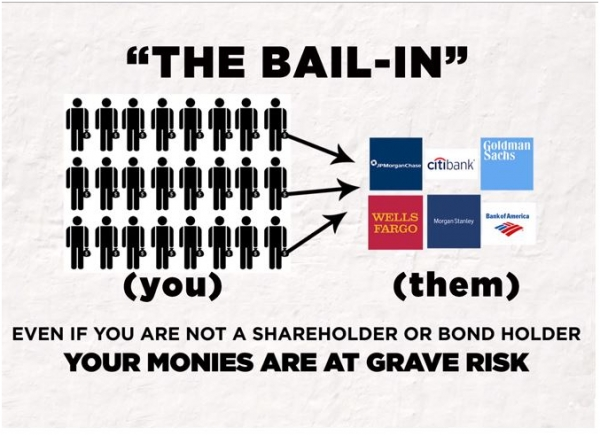 “THE BAIL-IN”
JPMorganChase
citibank
Goldman
Sachs
WELLS
FARGO
Morgan Stanley
Bank of America
(you)
(them)
EVEN IF YOU ARE NOT A SHAREHOLDER OR BOND HOLDER
YOUR MONIES ARE AT GRAVE RISK